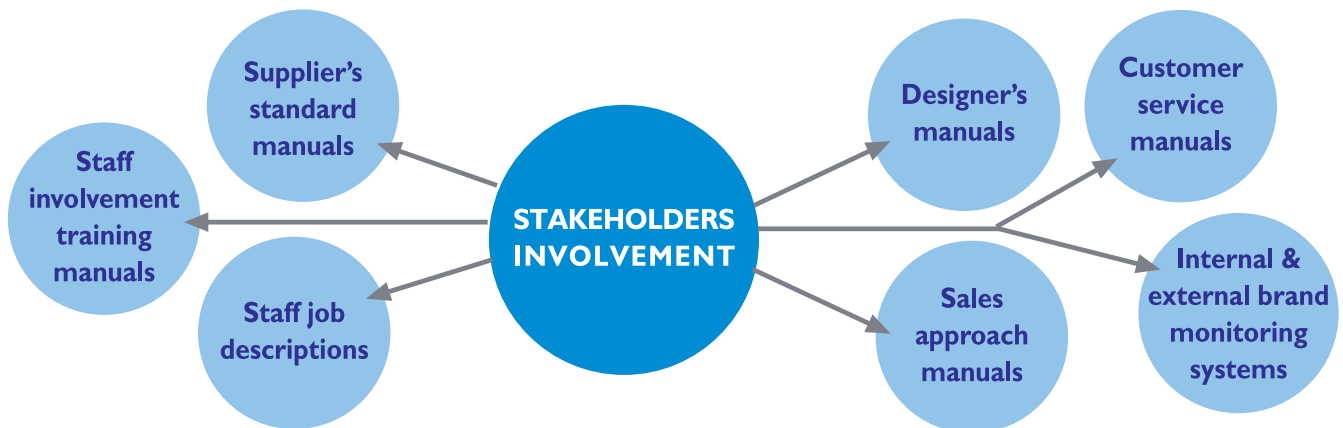 Supplier's
standard
manuals
Staff
involvement
training
manuals
Staff job
descriptions
STAKEHOLDERS
INVOLVEMENT
Designer's
manuals
Customer
service
manuals
Sales
approach
manuals
Internal &
external brand
monitoring
systems